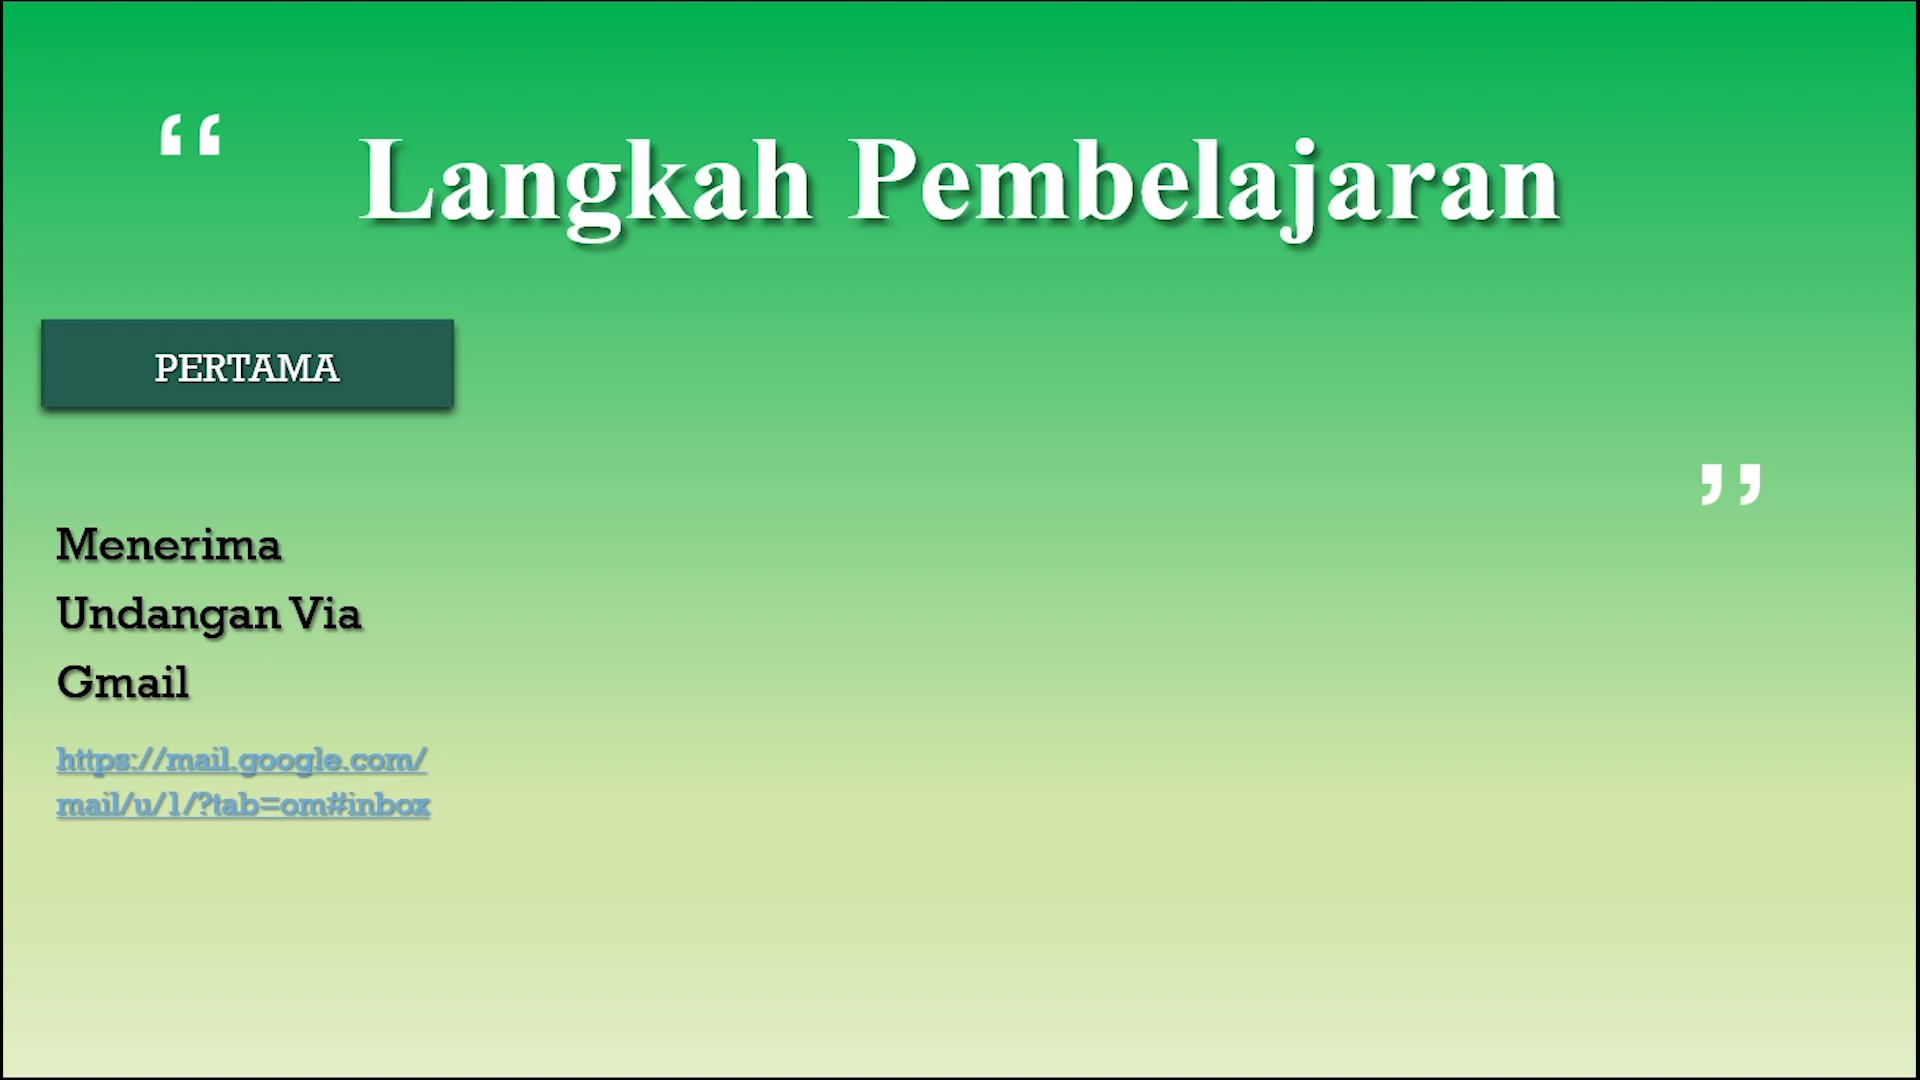 “
Langkah Pembelajaran
PERTAMA
”
Menerima
Undangan Via
Gmail
https://mail.google.com/
mail/u/1/?tab=om#inbox